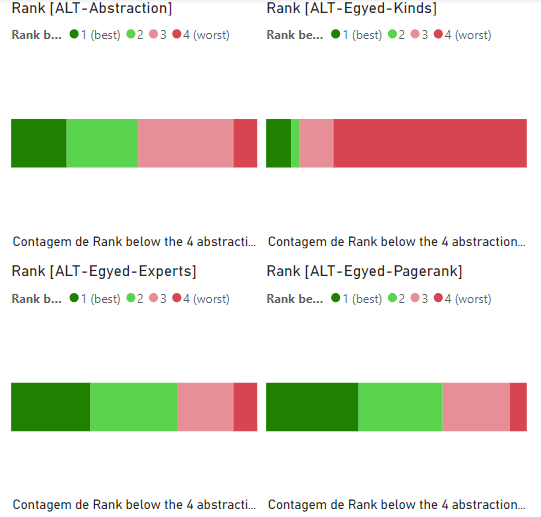 Rank [ALT-Abstraction]
Rank b... 1 (best) 2 3 4 (worst)
Contagem de Rank below the 4 abstracti...
Rank [ALT-Egyed-Kinds]
Rank be... 1 (best) 2 3 4 (worst)
Contagem de Rank below the 4 abstraction...
Rank [ALT-Egyed-Experts]
Rank b... 1 (best) 2 3 4 (worst)
Contagem de Rank below the 4 abstracti...
Rank [ALT-Egyed-Pagerank]
Rank be... 1 (best) 2 3 4 (worst)
Contagem de Rank below the 4 abstraction...